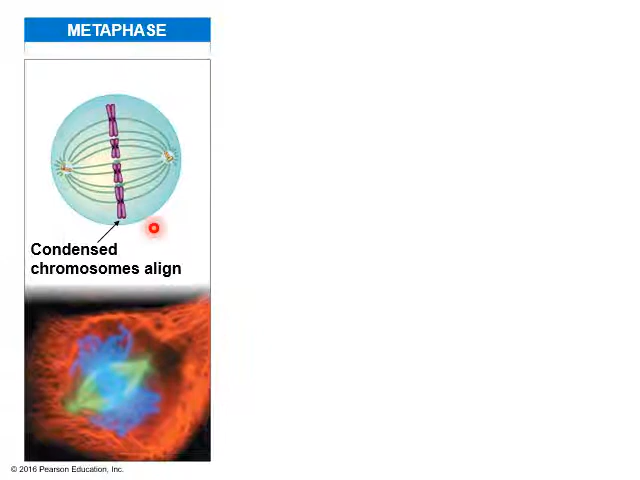 METAPHASE
Condensed
chromosomes align
© 2016 Pearson Education, Inc.